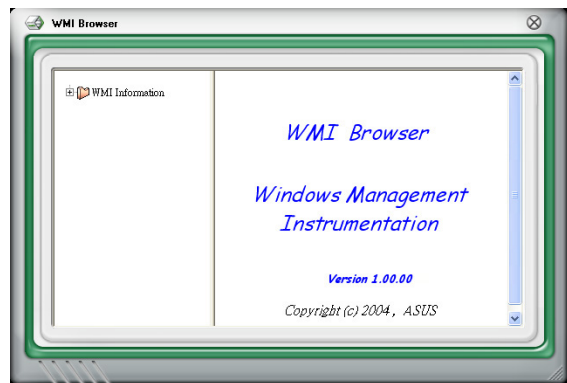 WMI Browser
WMI Information
WMI Browser
Windows Management
Instrumentation
Version 1.00.00
Copyright (c) 2004, ASUS